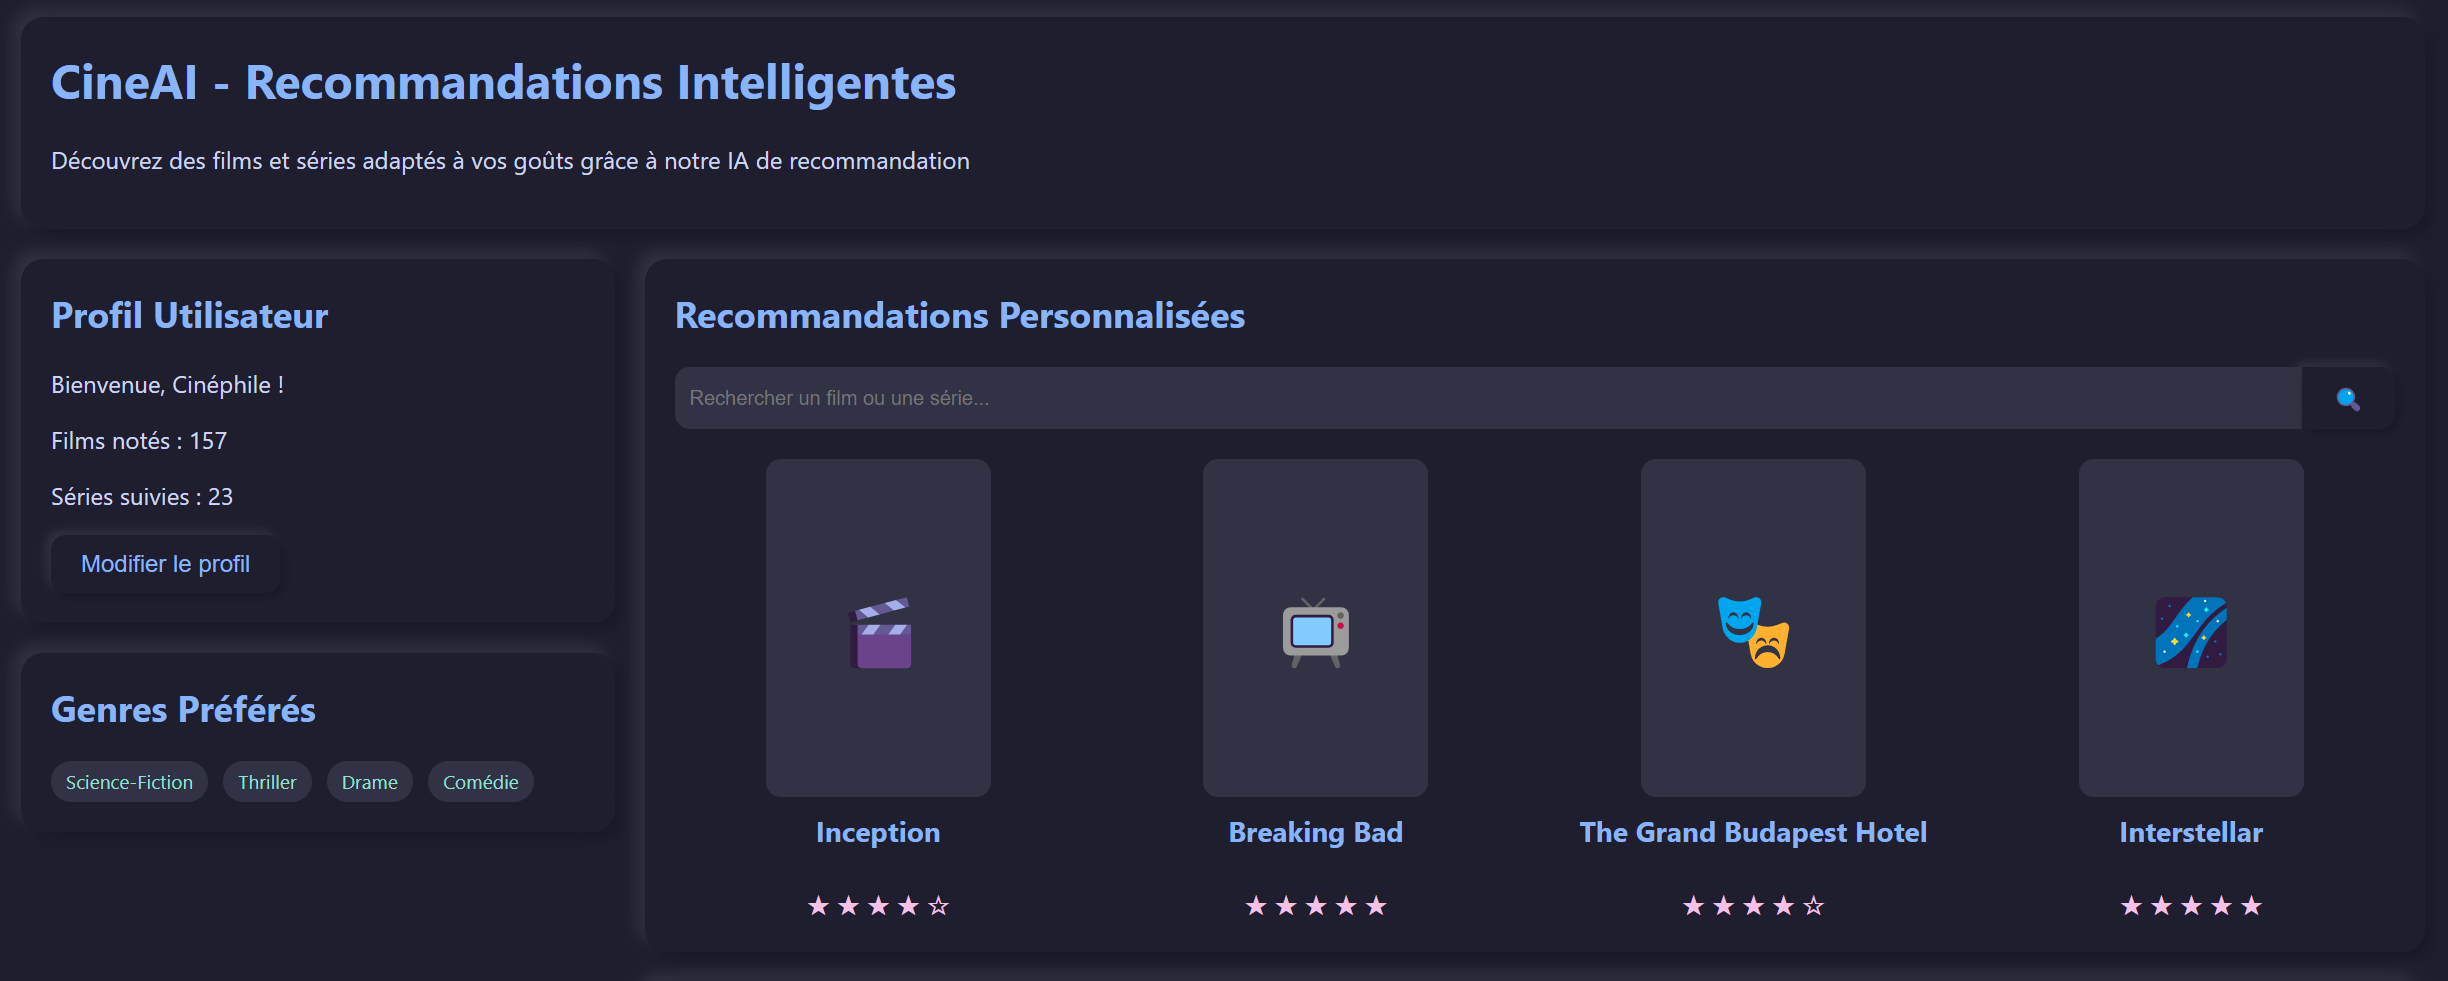 CineAI - Recommandations Intelligentes
Découvrez des films et séries adaptés à vos goûts grâce à notre IA de recommandation
Profil Utilisateur
Bienvenue, Cinéphile !
Films notés : 157
Séries suivies : 23
Modifier le profil
Genres Préférés
Science-Fiction Thriller Drame Comédie
Recommandations Personnalisées
Rechercher un film ou une série...
Inception
★★★★☆
Breaking Bad
★★★★★
The Grand Budapest Hotel
★★★★☆
Interstellar
★★★★★